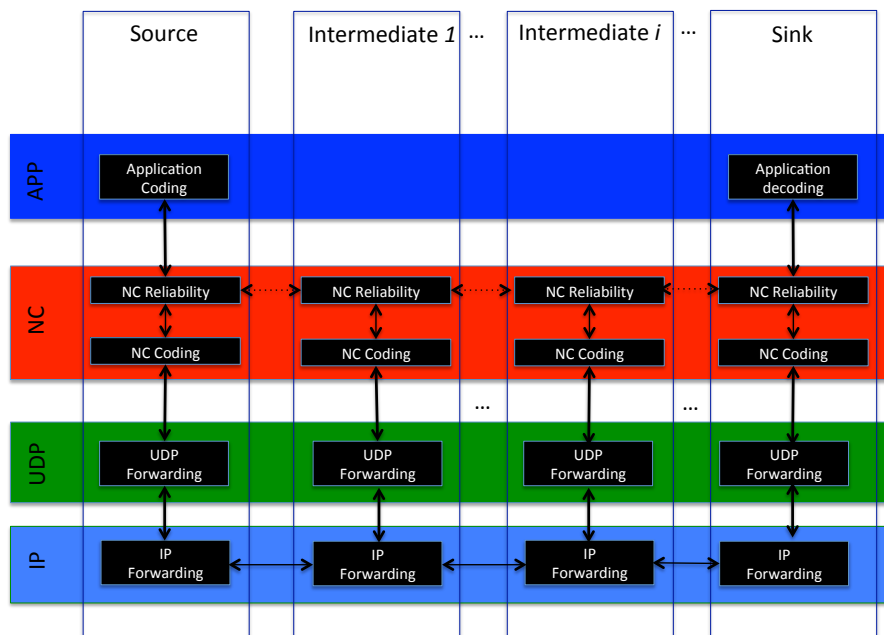 Source
Intermediate 1
...
Intermediate i
...
Sink
APP
Application
Coding
Application
decoding
NC
NC Reliability
NC Reliability
NC Reliability
NC Reliability
NC Coding
NC Coding
NC Coding
NC Coding
...
...
UDP
UDP
Forwarding
UDP
Forwarding
UDP
Forwarding
UDP
Forwarding
IP
IP
Forwarding
IP
Forwarding
IP
Forwarding
IP
Forwarding